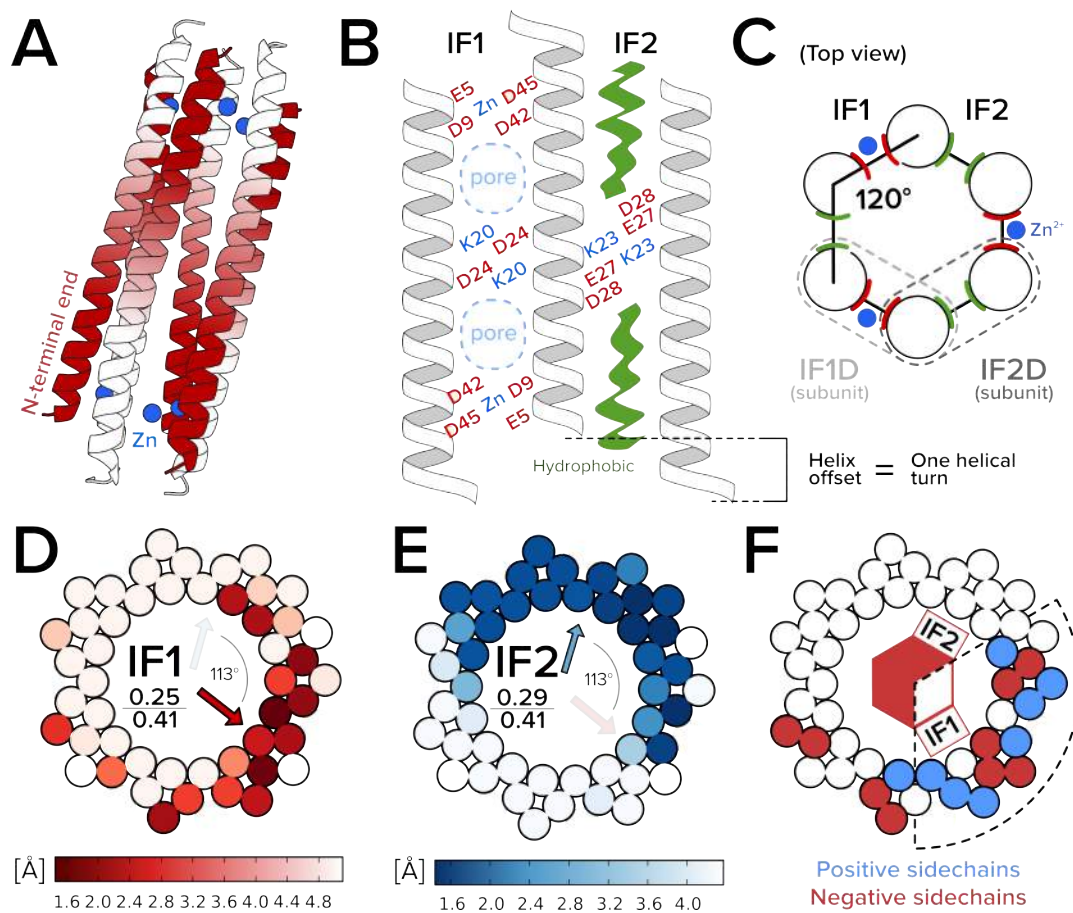 A
N-terminal end
Zn
B
IF1
IF2
E5
Zn
D45
D9
D42
pore
D28
E27
K20
D24
K23
K23
D24
K20
E27
D28
pore
D42
Zn
D9
D45
E5
Hydrophobic
Helix
offset
=
One helical
turn
C
(Top view)
IF1
IF2
120°
Zn²⁺
IF1D
(subunit)
IF2D
(subunit)
D
IF1
0.25
0.41
113°
[Å]
1.6 2.0 2.4 2.8 3.2 3.6 4.0 4.4 4.8
E
IF2
0.29
0.41
113°
[Å]
1.6 2.0 2.4 2.8 3.2 3.6 4.0
F
IF2
IF1
Positive sidechains
Negative sidechains